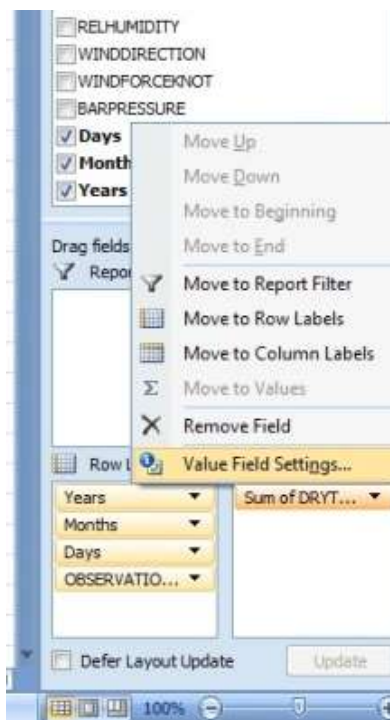 RELHUMIDITY
WINDDIRECTION
WINDFORCEKNOT
BARPRESSURE
Days
Month
Years
Move Up
Move Down
Move to Beginning
Move to End
Drag fields
Repo
Move to Report Filter
Move to Row Labels
Move to Column Labels
Σ Move to Values
Remove Field
Row L
Value Field Settings...
Years
Sum of DRYT...
Months
Days
OBSERVATIO...
Defer Layout Update
Update
100%